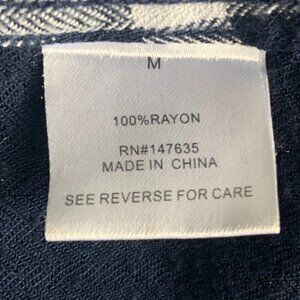 M
100%RAYON
RN#147635
MADE IN CHINA
SEE REVERSE FOR CARE